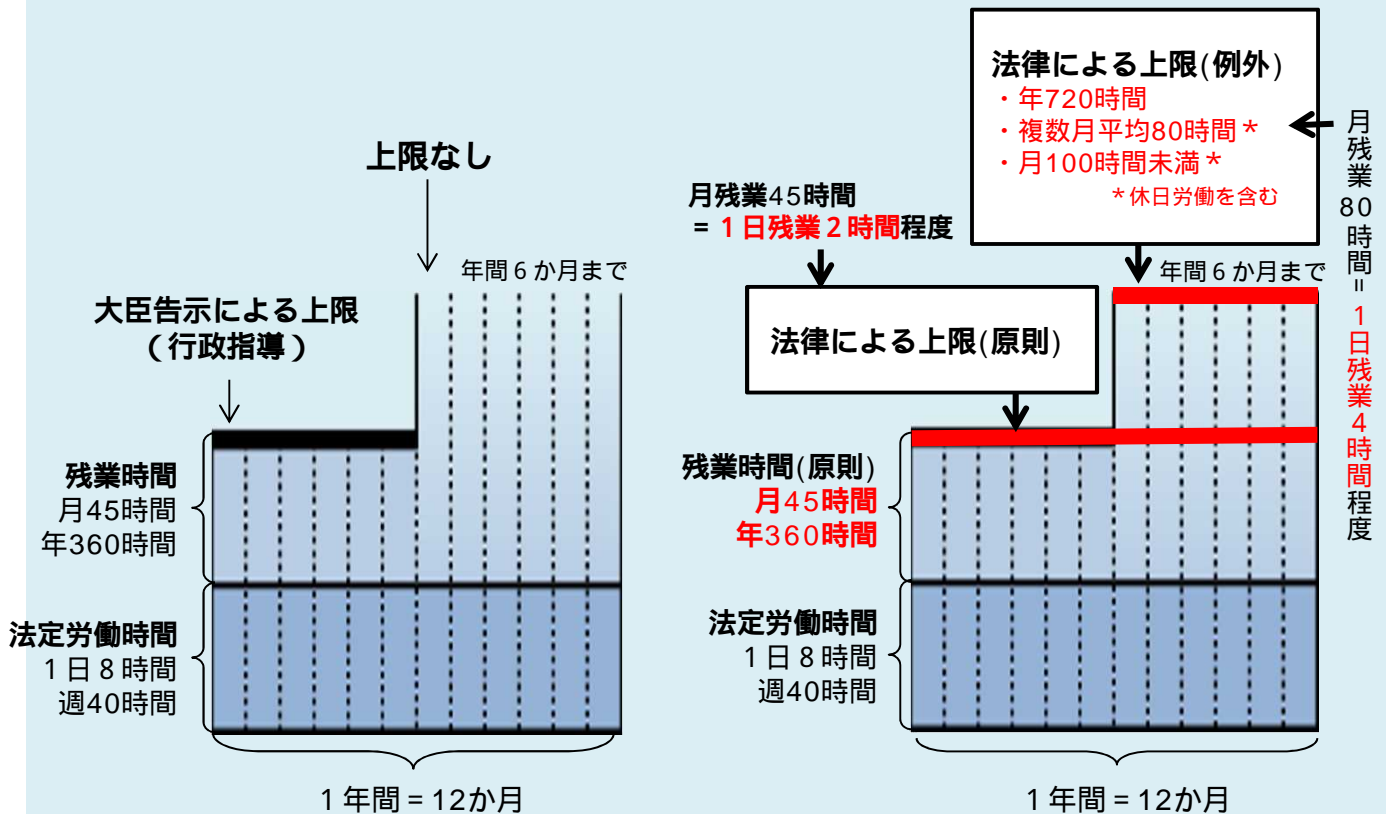 上限なし
年間６か月まで
大臣告示による上限
（行政指導）
残業時間
月45時間
年360時間
法定労働時間
１日８時間
週40時間
１年間＝12か月
法律による上限(例外)
・年720時間
・複数月平均80時間＊
・月100時間未満＊
＊休日労働を含む
月残業80時間＝１日残業４時間程度
月残業45時間
＝１日残業２時間程度
年間６か月まで
法律による上限(原則)
残業時間(原則)
月45時間
年360時間
法定労働時間
１日８時間
週40時間
１年間＝12か月